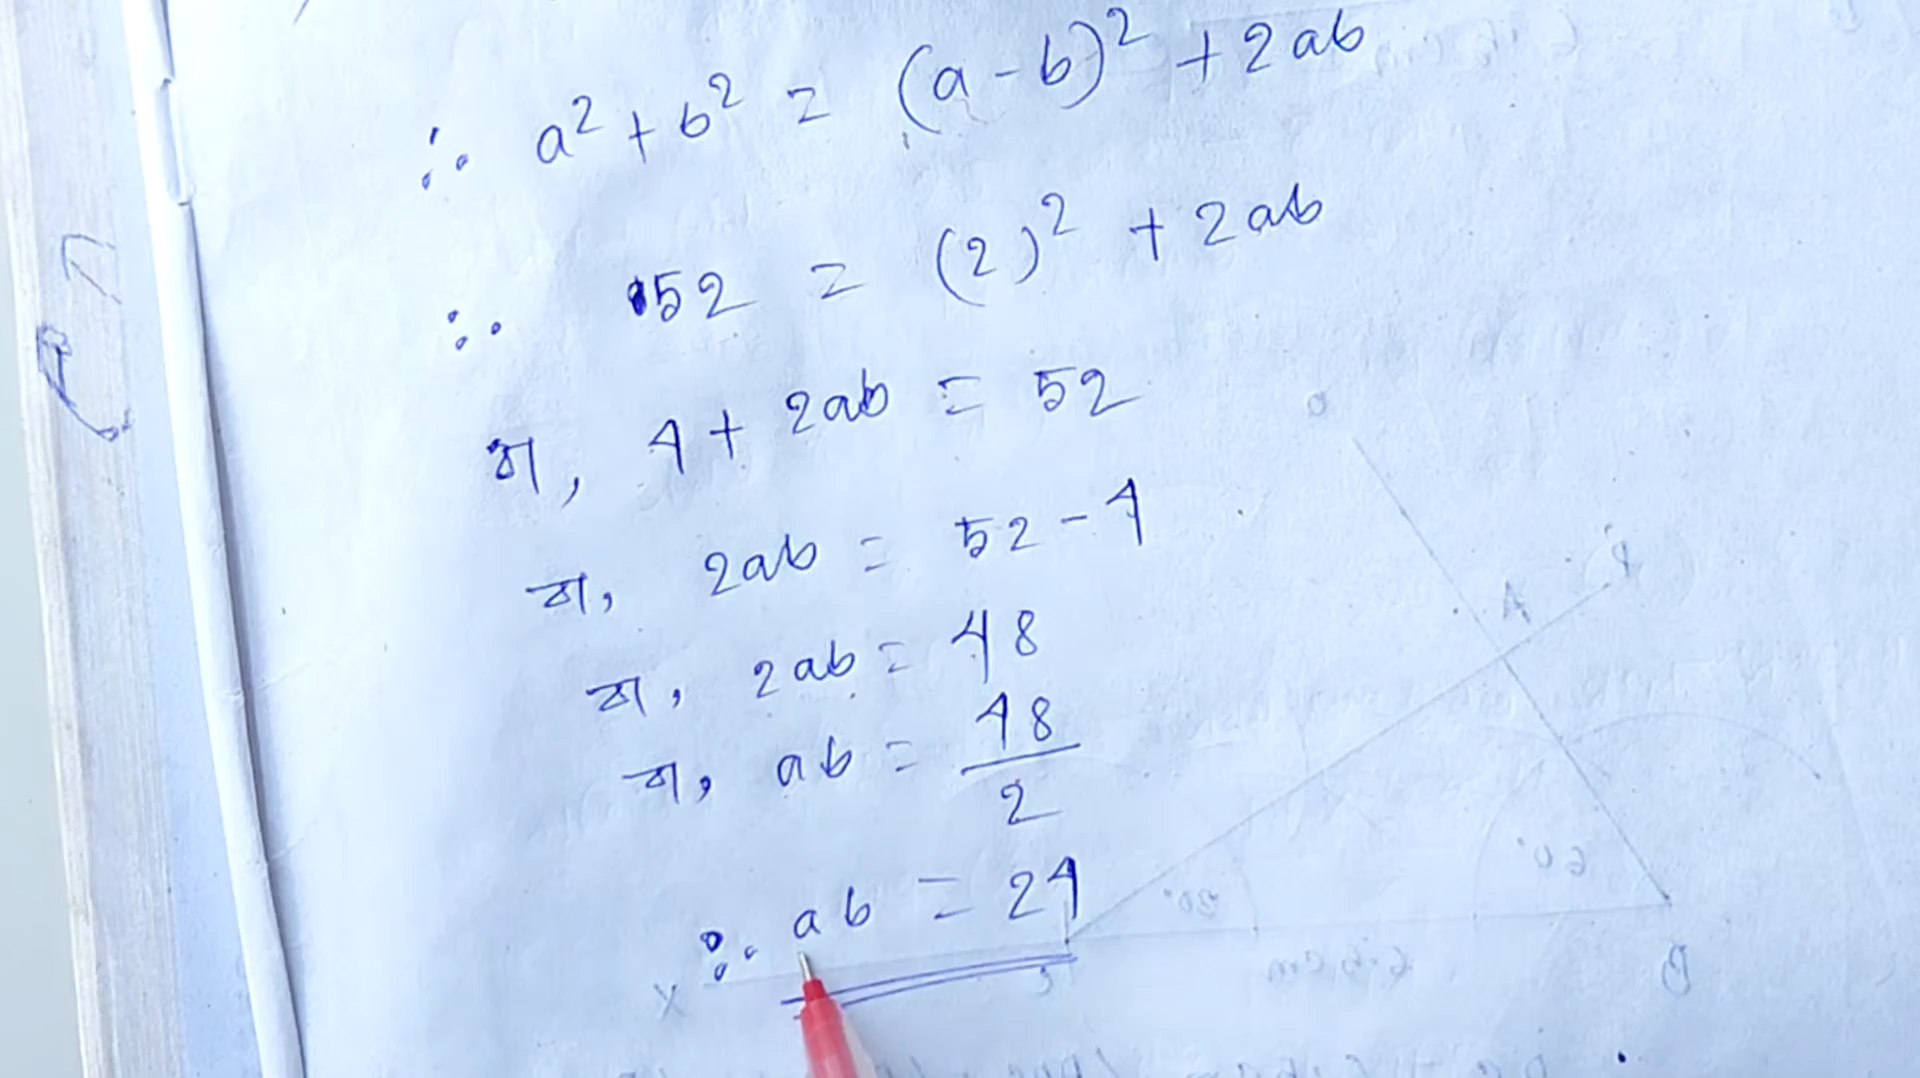 ∴ a² + b² = (a - b)² + 2ab
∴ 52 = (2)² + 2ab
বা, 4 + 2ab = 52
বা, 2ab = 52 - 4
বা, 2ab = 48
বা, ab = 48/2
∴ ab = 24